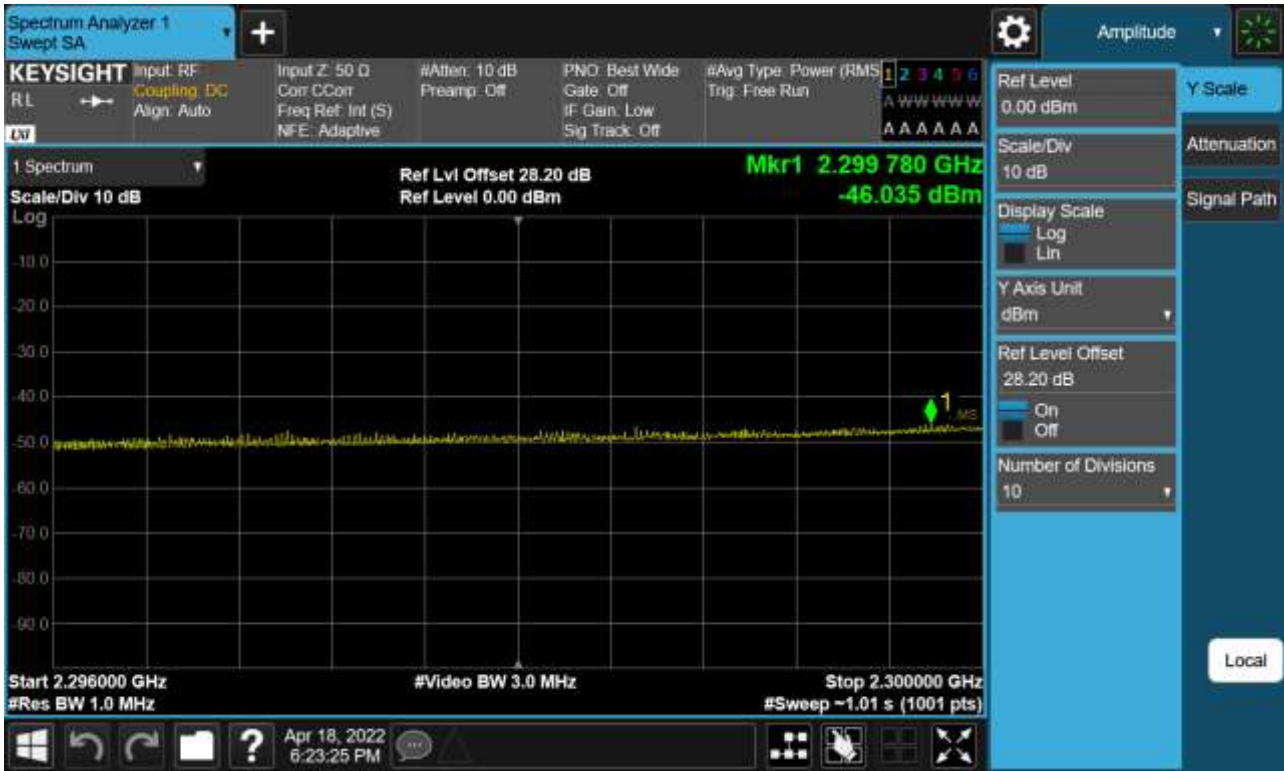 Spectrum Analyzer 1
Swept SA
+
Amplitude
KEYSIGHT
RL
LXI
Input: RF
Coupling: DC
Align: Auto
Input Z: 50 Ω
Corr CCorr
Freq Ref: Int (S)
NFE: Adaptive
#Atten: 10 dB
Preamp: Off
PNO: Best Wide
Gate: Off
IF Gain: Low
Sig Track: Off
#Avg Type: Power (RMS
Trig: Free Run
1 2 3 4 5 6
A W W W W W
A A A A A A
1 Spectrum
Scale/Div 10 dB
Log
Ref Lvl Offset 28.20 dB
Ref Level 0.00 dBm
Mkr1 2.299 780 GHz
-46.035 dBm
-10.0
-20.0
-30.0
-40.0
-50.0
-60.0
-70.0
-80.0
-90.0
1
Start 2.296000 GHz
#Res BW 1.0 MHz
#Video BW 3.0 MHz
Stop 2.300000 GHz
#Sweep ~1.01 s (1001 pts)
Ref Level
0.00 dBm
Scale/Div
10 dB
Display Scale
Log
Lin
Y Axis Unit
dBm
Ref Level Offset
28.20 dB
On
Off
Number of Divisions
10
Y Scale
Attenuation
Signal Path
Local
?
Apr 18, 2022
6:23:25 PM